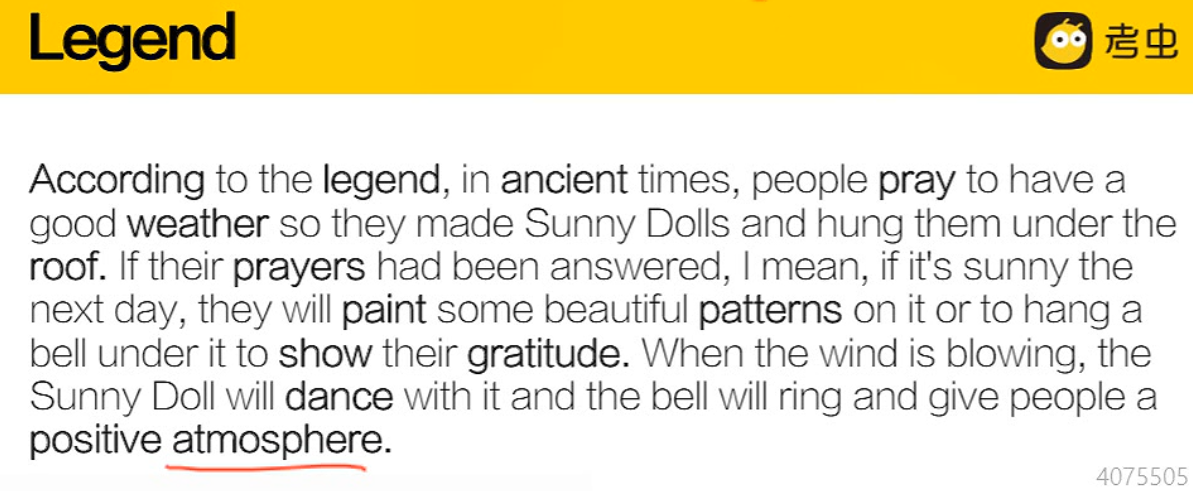 Legend
考虫
According to the legend, in ancient times, people pray to have a
good weather so they made Sunny Dolls and hung them under the
roof. If their prayers had been answered, I mean, if it's sunny the
next day, they will paint some beautiful patterns on it or to hang a
bell under it to show their gratitude. When the wind is blowing, the
Sunny Doll will dance with it and the bell will ring and give people a
positive atmosphere.
4075505